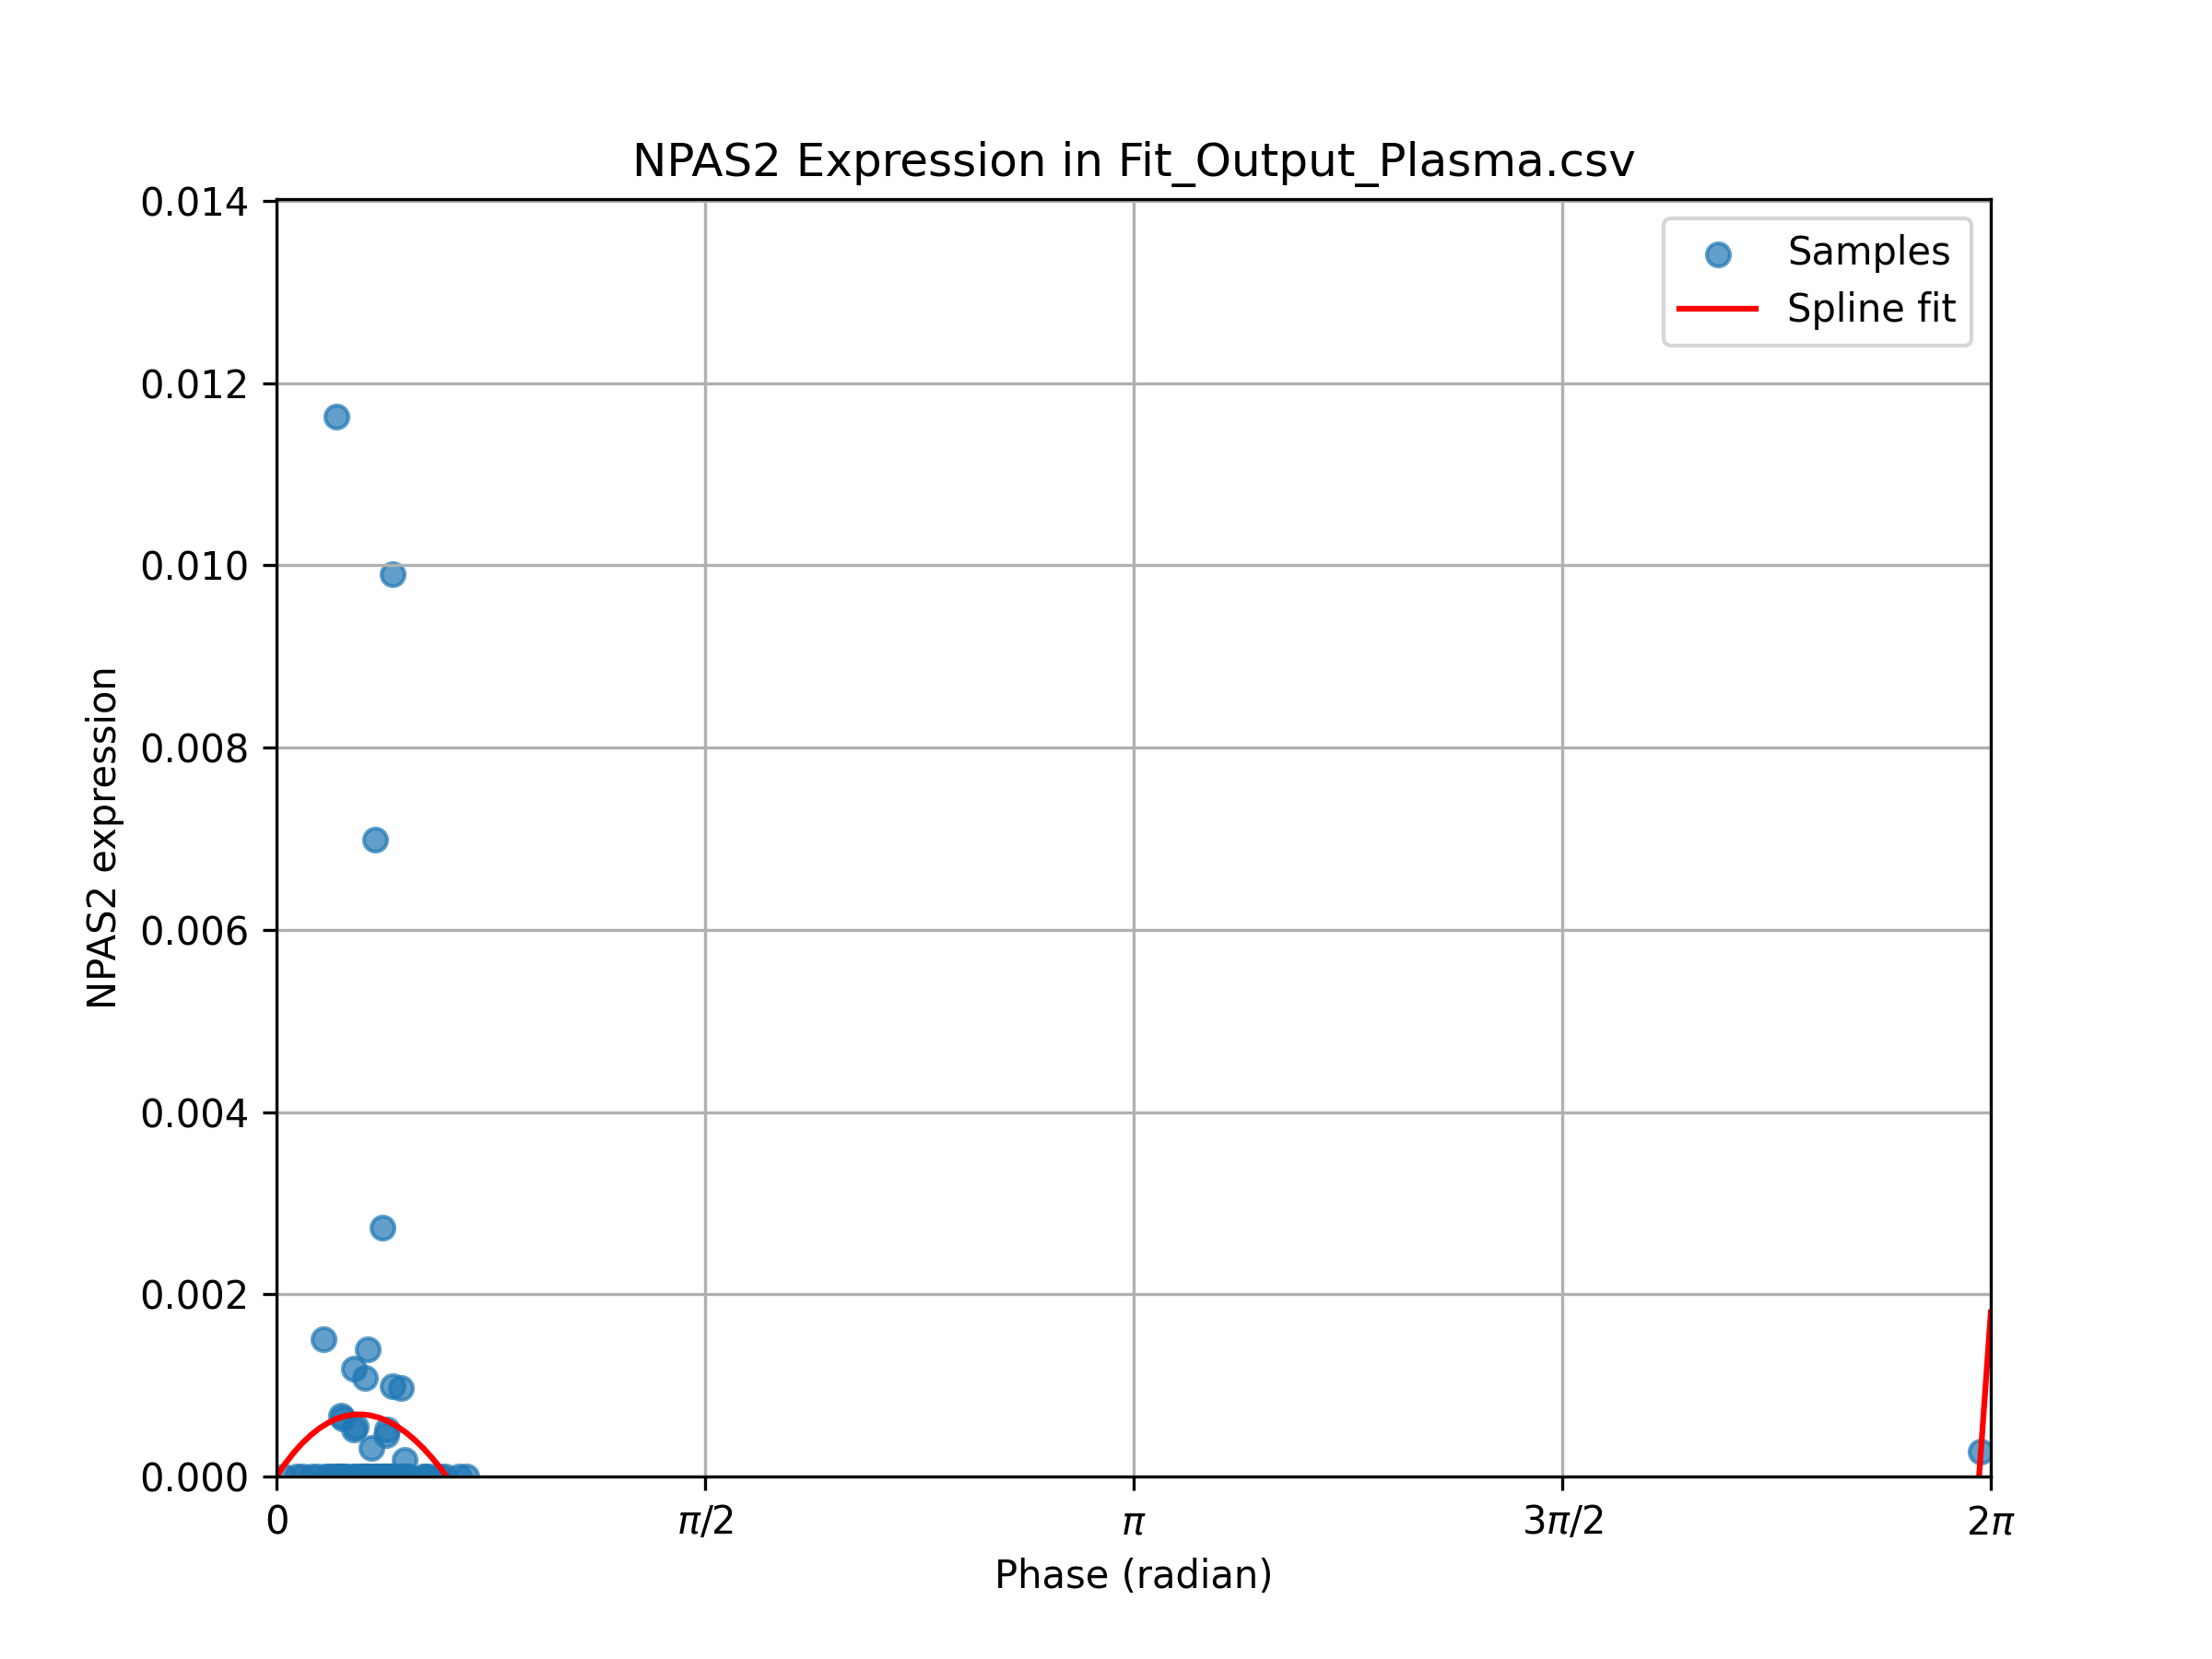 NPAS2 Expression in Fit_Output_Plasma.csv
0.014
0.012
0.010
0.008
0.006
0.004
0.002
0.000
NPAS2 expression
Samples
Spline fit
0
π/2
π
3π/2
2π
Phase (radian)